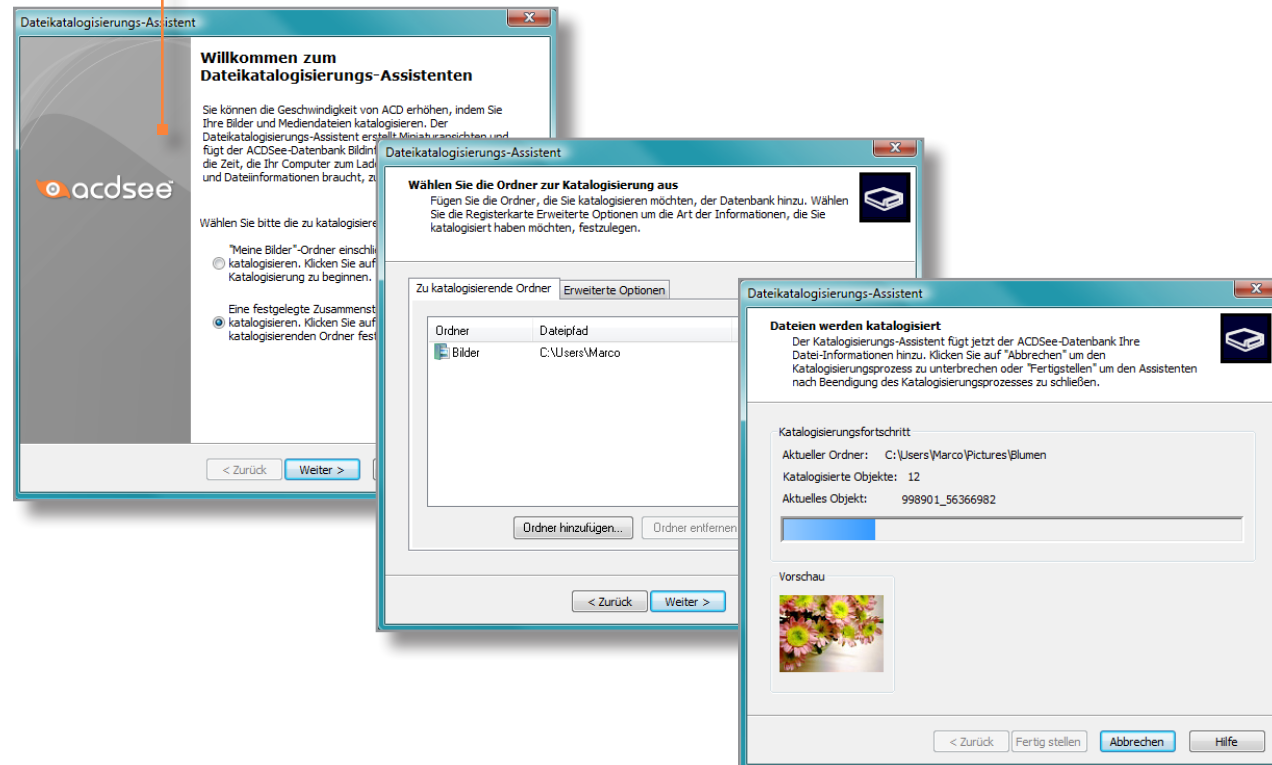 Dateikatalogisierungs-Assistent
Willkommen zum
Dateikatalogisierungs-Assistenten
Sie können die Geschwindigkeit von ACD erhöhen, indem Sie
Ihre Bilder und Mediendateien katalogisieren. Der
Dateikatalogisierungs-Assistent erstellt Miniaturansichten und
fügt der ACDSee-Datenbank
die Zeit, die Ihr Computer zum
und Dateiinformationen braucht,
acdsee
Wählen Sie bitte die zu
"Meine Bilder"-Ordner
katalogisieren. Klicken Sie auf
Katalogisierung zu beginnen.
Eine festgelegte
katalogisieren. Klicken Sie auf
katalogisierenden Ordner
< Zurück
Weiter >
Dateikatalogisierungs-Assistent
Wählen Sie die Ordner zur Katalogisierung aus
Fügen Sie die Ordner, die Sie katalogisieren möchten, der Datenbank hinzu. Wählen
Sie die Registerkarte Erweiterte Optionen um die Art der Informationen, die Sie
katalogisiert haben möchten, festzulegen.
Zu katalogisierende Ordner
Erweiterte Optionen
Ordner Dateipfad
Bilder C:\Users\Marco
Ordner hinzufügen...
Ordner entfernen
< Zurück
Weiter >
Dateikatalogisierungs-Assistent
Dateien werden katalogisiert
Der Katalogisierungs-Assistent fügt jetzt der ACDSee-Datenbank Ihre
Datei-Informationen hinzu. Klicken Sie auf "Abbrechen" um den
Katalogisierungsprozess zu unterbrechen oder "Fertigstellen" um den Assistenten
nach Beendigung des Katalogisierungsprozesses zu schließen.
Katalogisierungsfortschritt
Aktueller Ordner: C:\Users\Marco\Pictures\Blumen
Katalogisierte Objekte: 12
Aktuelles Objekt: 998901_56366982
Vorschau
< Zurück
Fertig stellen
Abbrechen
Hilfe